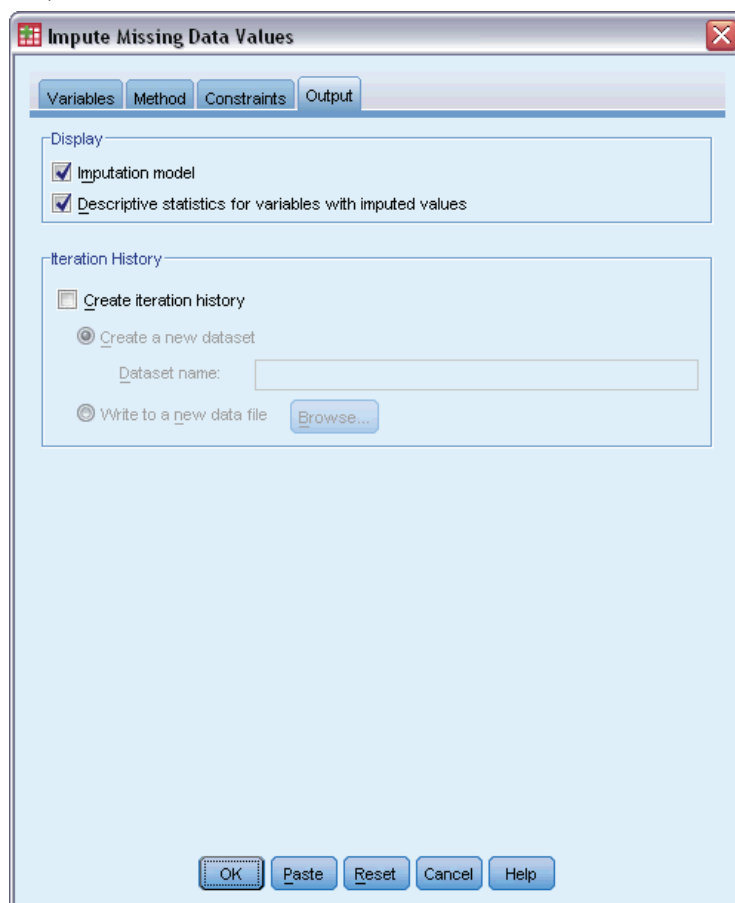 Impute Missing Data Values
Variables Method Constraints Output
Display
Imputation model
Descriptive statistics for variables with imputed values
Iteration History
Create iteration history
Create a new dataset
Dataset name:
Write to a new data file Browse...
OK Paste Reset Cancel Help